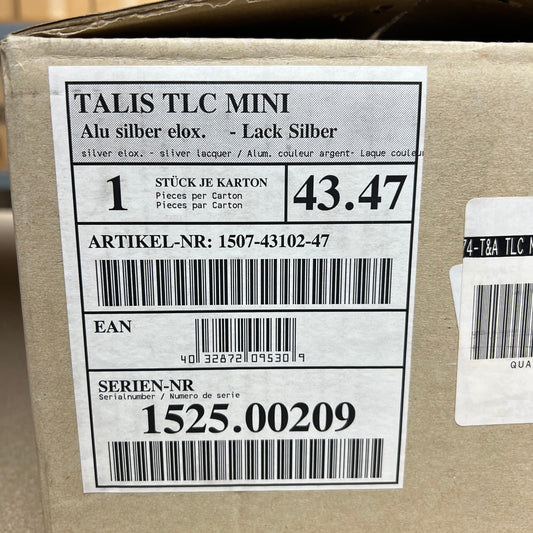 TALIS TLC MINI
Alu silber elox. - Lack Silber
silver elox. - sliver lacquer / Alum. couleur argent- Laque couleu
1 STÜCK JE KARTON 43.47
Pieces per Carton
Pieces par Carton
ARTIKEL-NR: 1507-43102-47
EAN
4032872095309
SERIEN-NR
Serialnumber / Numero de serie
1525.00209
74-T&A TLC
QUA